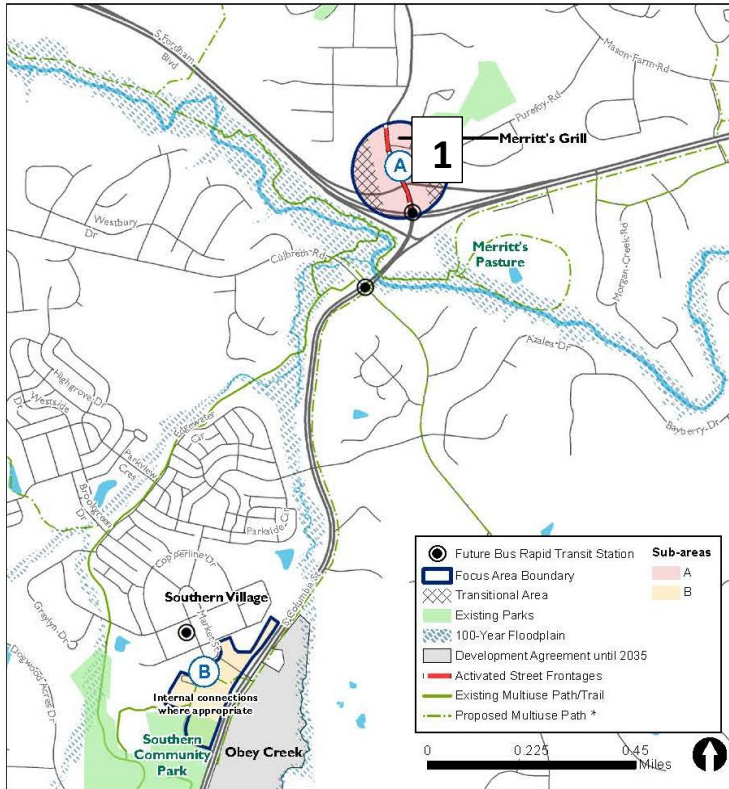 S Fordham
Blvd
Mason-Farm-Rd
Purefoy-Rd
Merritt's Grill
1
A
Westbury
Dr
Culbreth-Rd
Merritt's
Pasture
Morgan-Creek-Rd
Azalea-Dr
Bayberry-Dr
Highgrove-Dr
Westside
Dr
Edgewater
Cir
Parkview
Cres
Brookgreen
Dr
Parkside-Cir
Copperline-Dr
Southern Village
Market-St
S-Columbia-St
Graylyn-Dr
Dogwood Acres Dr
B
Internal connections
where appropriate
Southern
Community
Park
Obey Creek
Future Bus Rapid Transit Station
Focus Area Boundary
Transitional Area
Existing Parks
100-Year Floodplain
Development Agreement until 2035
Activated Street Frontages
Existing Multiuse Path/Trail
Proposed Multiuse Path *
Sub-areas
A
B
0 0.225 0.45
Miles